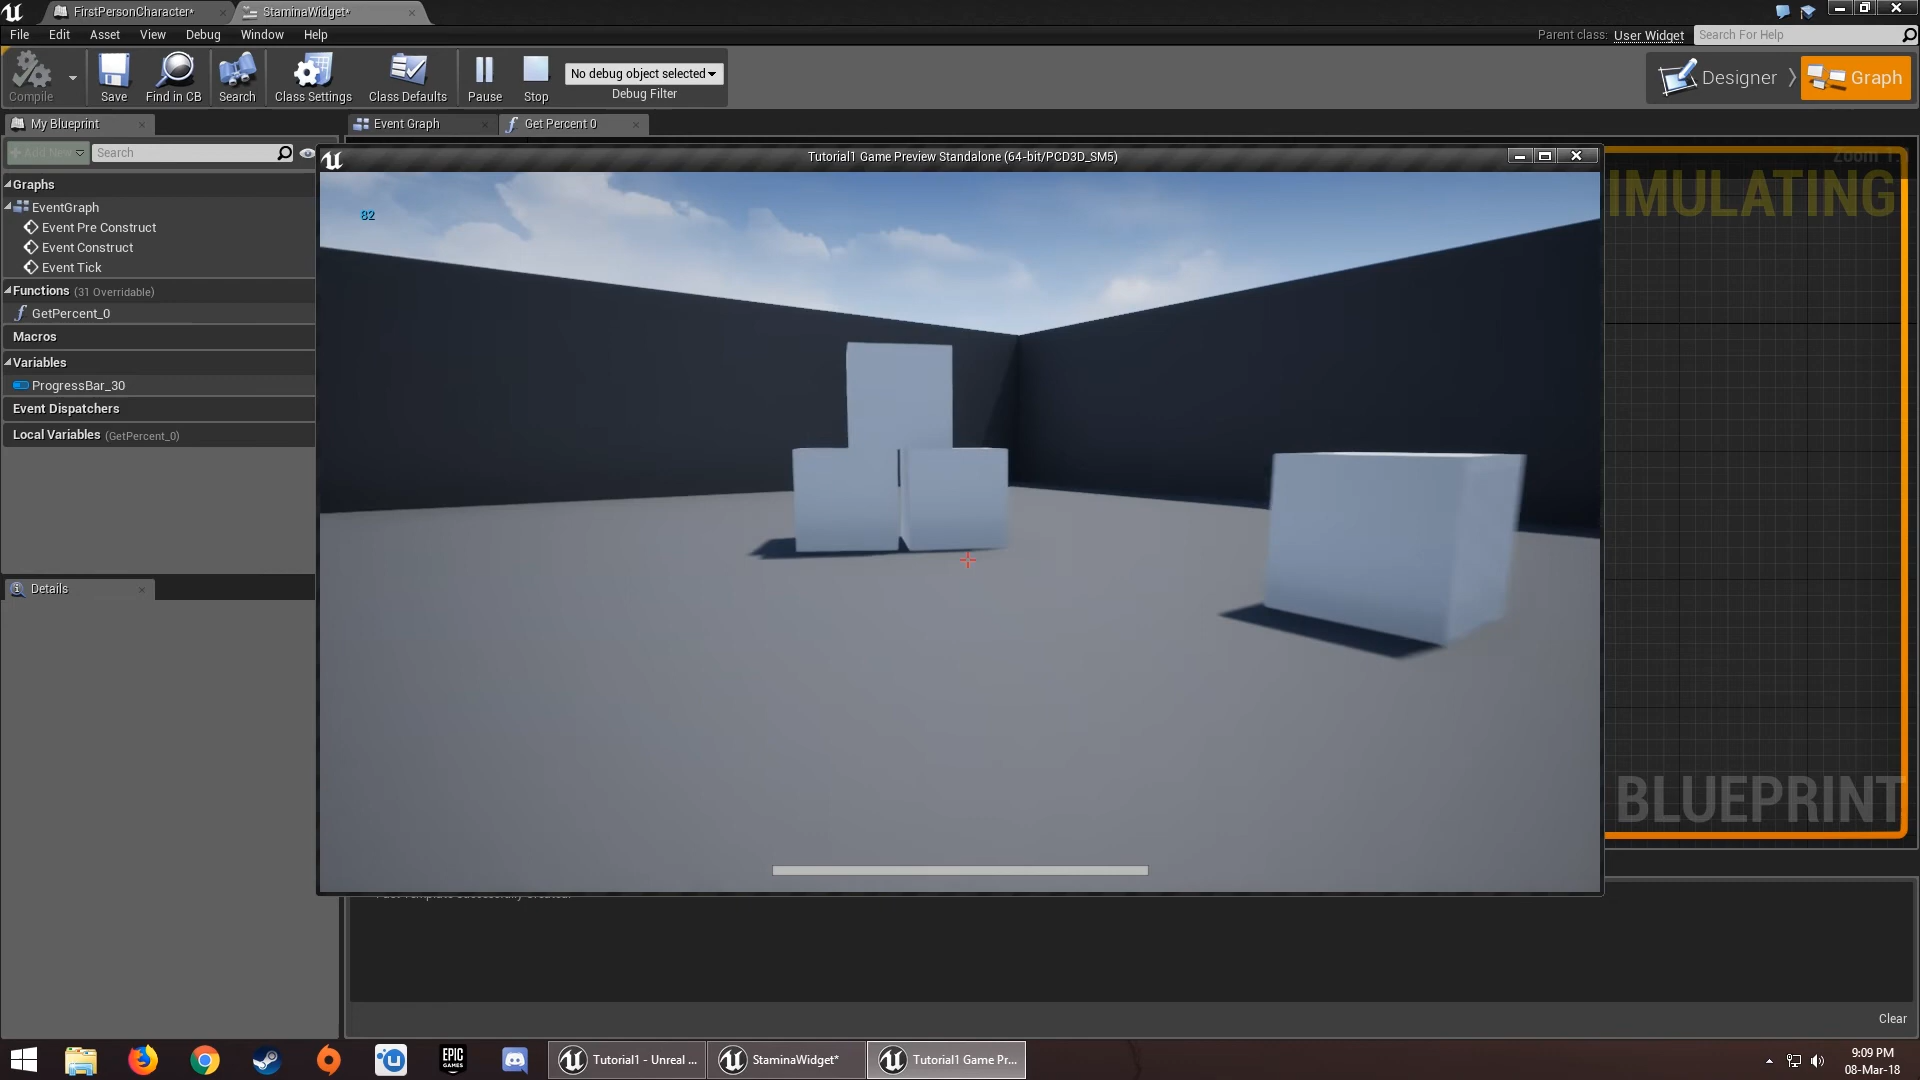 FirstPersonCharacter*
StaminaWidget*
File Edit Asset View Debug Window Help
Parent class: User Widget
Search For Help
Compile
Save
Find in CB
Search
Class Settings
Class Defaults
Pause
Stop
No debug object selected
Debug Filter
Designer
Graph
My Blueprint
Event Graph
Get Percent 0
Add New
Search
Tutorial1 Game Preview Standalone (64-bit/PCD3D_SM5)
IMULATING
82
Graphs
EventGraph
Event Pre Construct
Event Construct
Event Tick
Functions (31 Overridable)
GetPercent_0
Macros
Variables
ProgressBar_30
Event Dispatchers
Local Variables (GetPercent_0)
Details
BLUEPRINT
Clear
EPIC
GAMES
Tutorial1 - Unreal ...
StaminaWidget*
Tutorial1 Game Pr...
9:09 PM
08-Mar-18